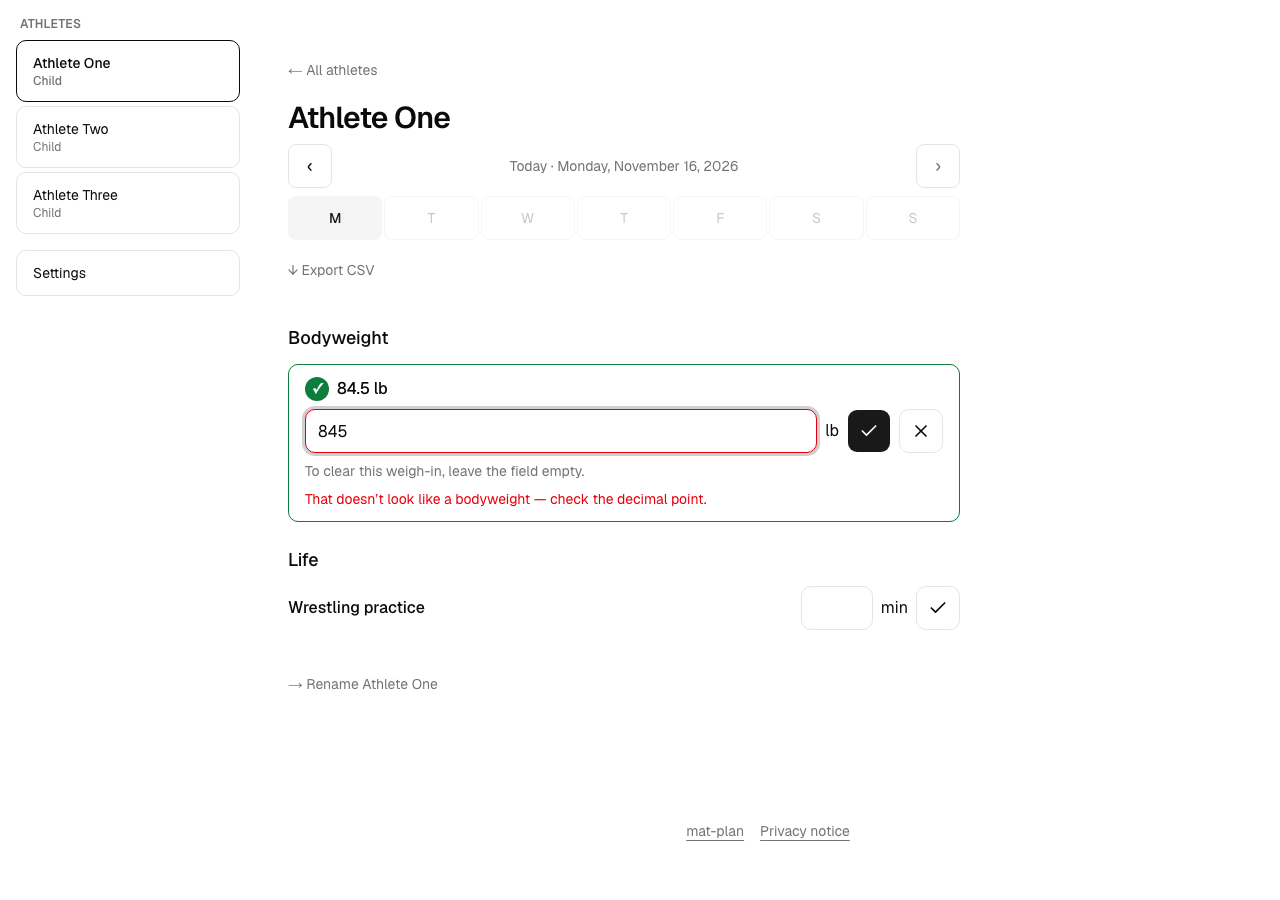 ATHLETES
Athlete One
Child
Athlete Two
Child
Athlete Three
Child
Settings
← All athletes
Athlete One
‹ Today · Monday, November 16, 2026 ›
M T W T F S S
↓ Export CSV
Bodyweight
✓ 84.5 lb
845 lb
To clear this weigh-in, leave the field empty.
That doesn't look like a bodyweight — check the decimal point.
Life
Wrestling practice min
→ Rename Athlete One
mat-plan Privacy notice